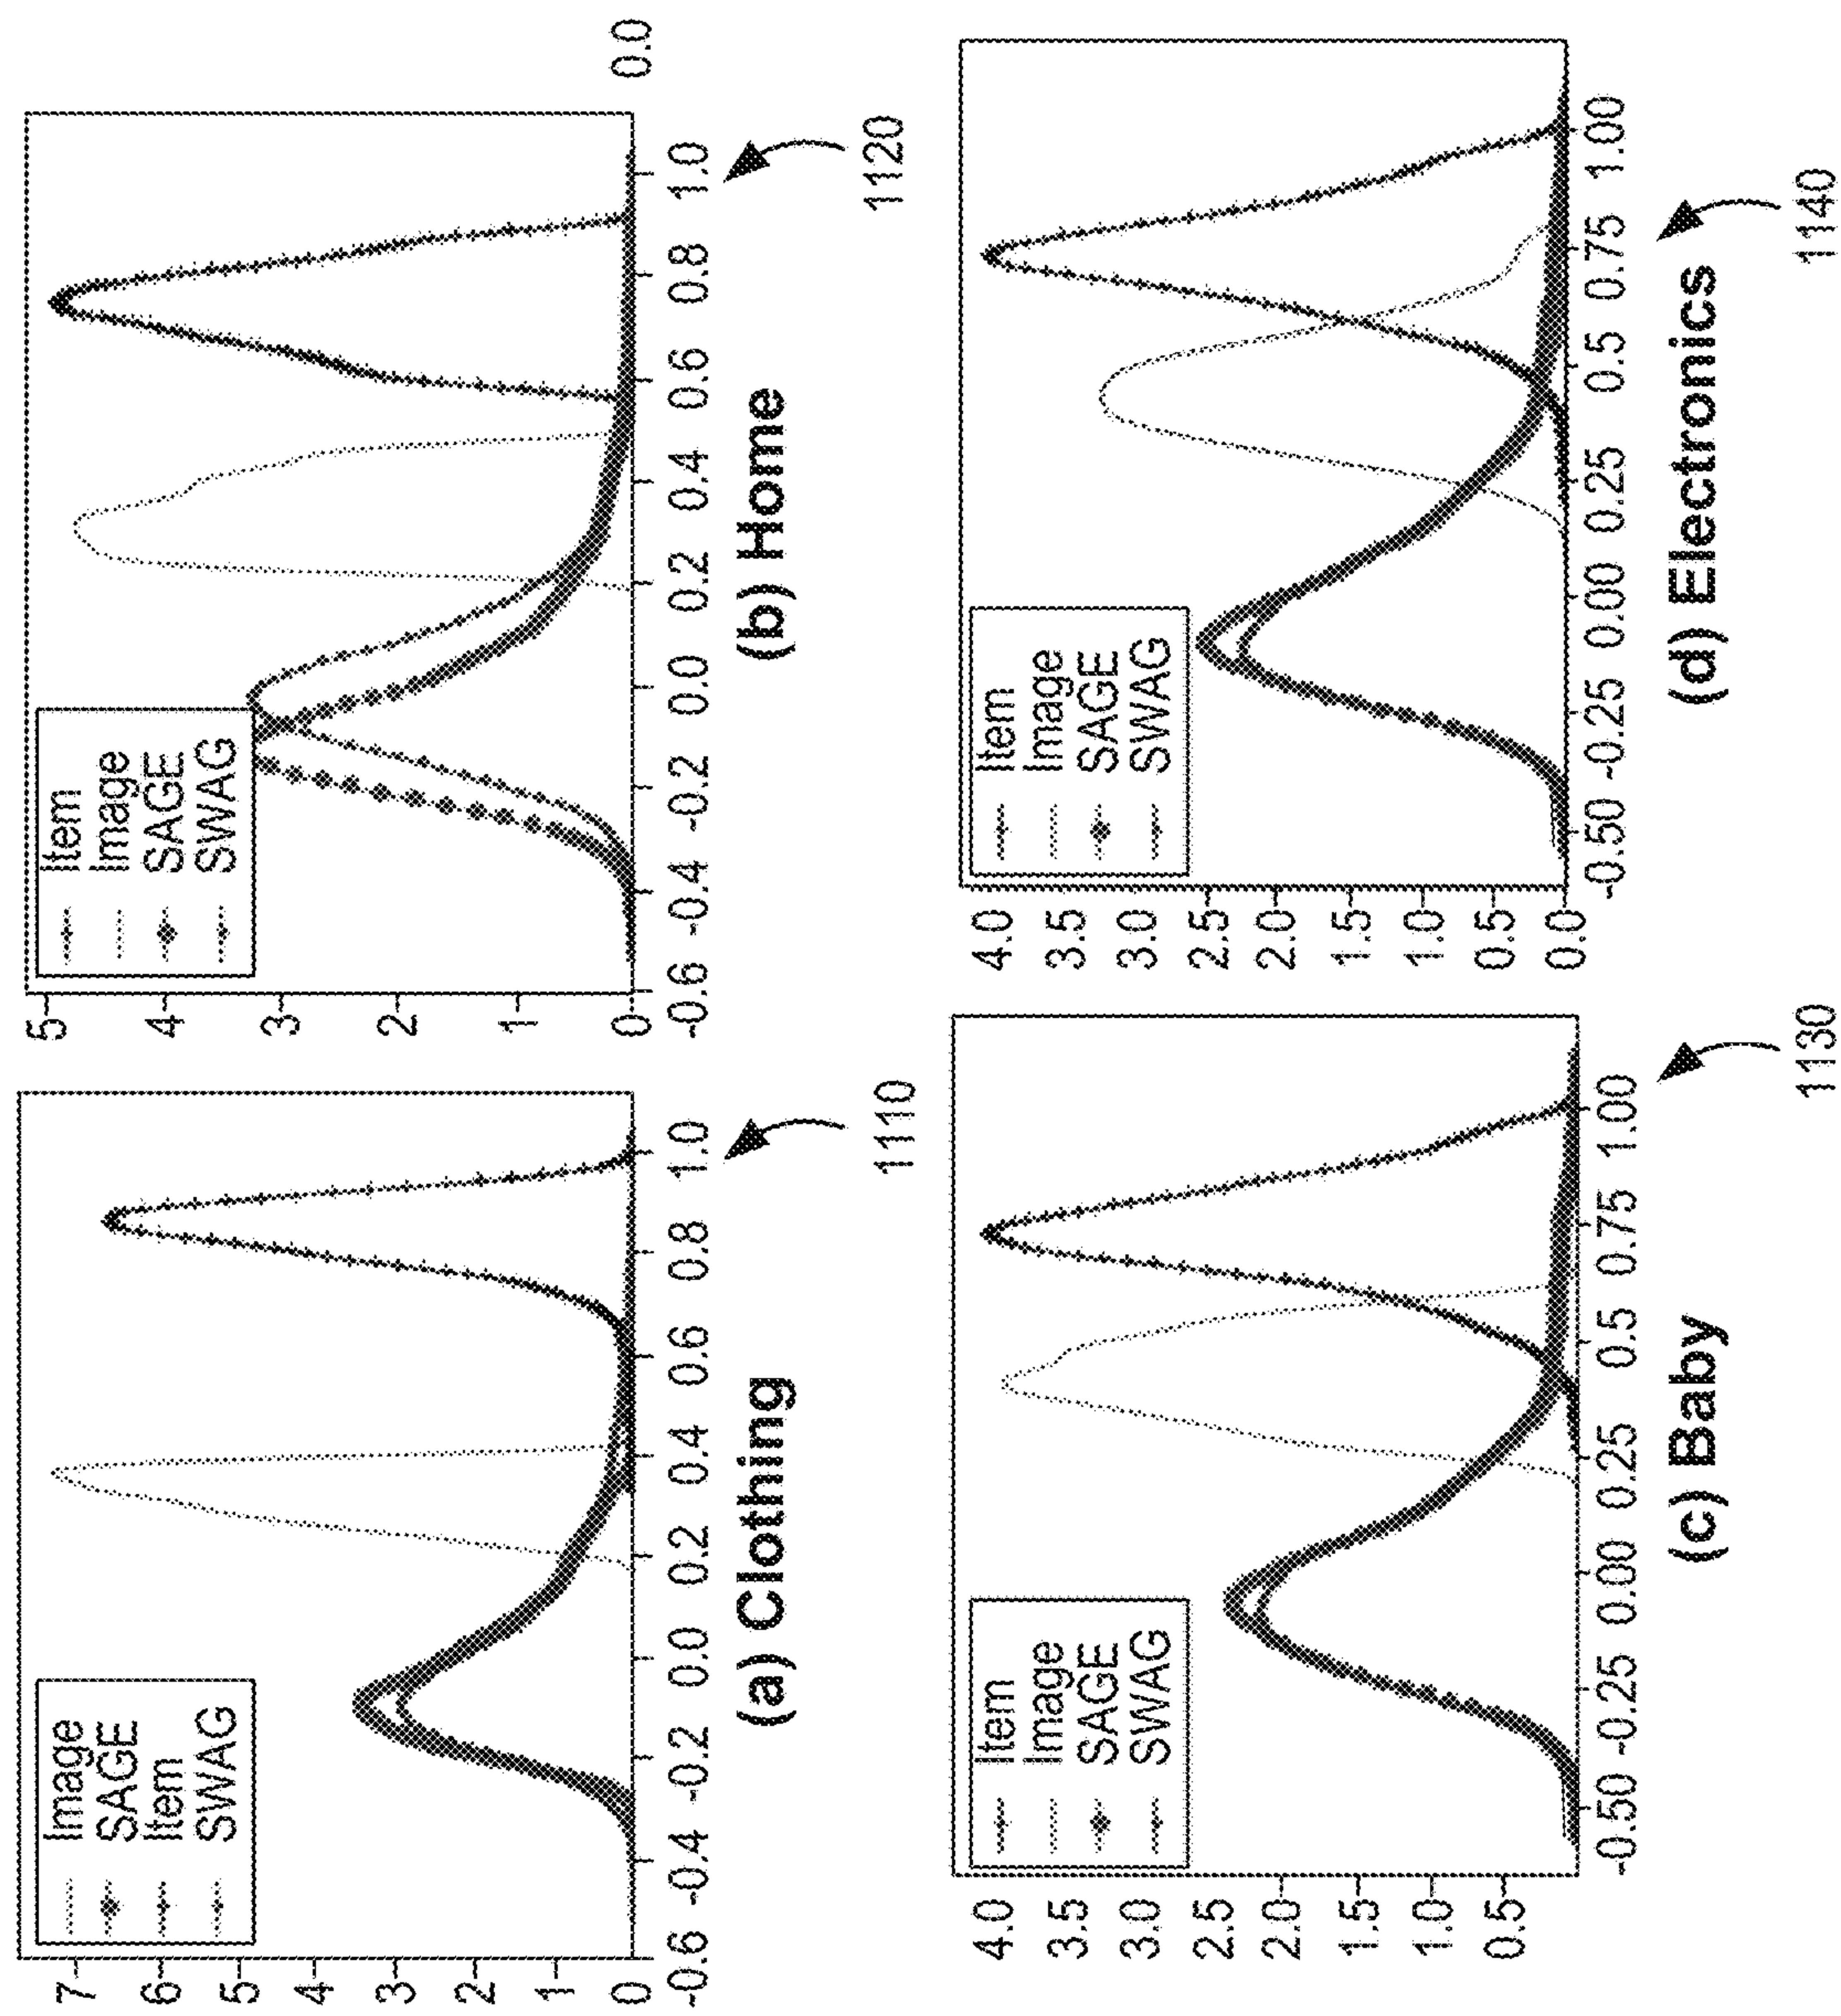 7
6
5
4
3
2
1
0
Image
SAGE
Item
SWAG
-0.6 -0.4 -0.2 0.0 0.2 0.4 0.6 0.8 1.0
(a) Clothing
1110
5
4
3
2
1
0
Item
Image
SAGE
SWAG
-0.6 -0.4 -0.2 0.0 0.2 0.4 0.6 0.8 1.0
0.0
(b) Home
1120
4.0
3.5
3.0
2.5
2.0
1.5
1.0
0.5
Item
Image
SAGE
SWAG
-0.50 -0.25 0.00 0.25 0.5 0.75 1.00
(c) Baby
1130
4.0
3.5
3.0
2.5
2.0
1.5
1.0
0.5
0.0
Item
Image
SAGE
SWAG
-0.50 -0.25 0.00 0.25 0.5 0.75 1.00
(d) Electronics
1140